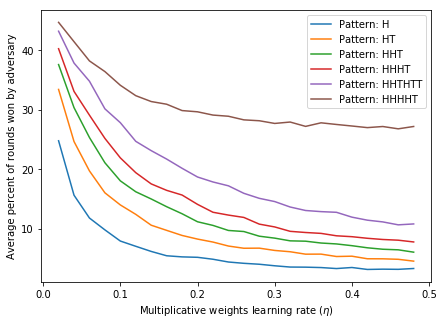 Average percent of rounds won by adversary
40
30
20
10
0.0
0.1
0.2
0.3
0.4
0.5
Multiplicative weights learning rate (η)
Pattern: H
Pattern: HT
Pattern: HHT
Pattern: HHHT
Pattern: HHTHTT
Pattern: HHHHT